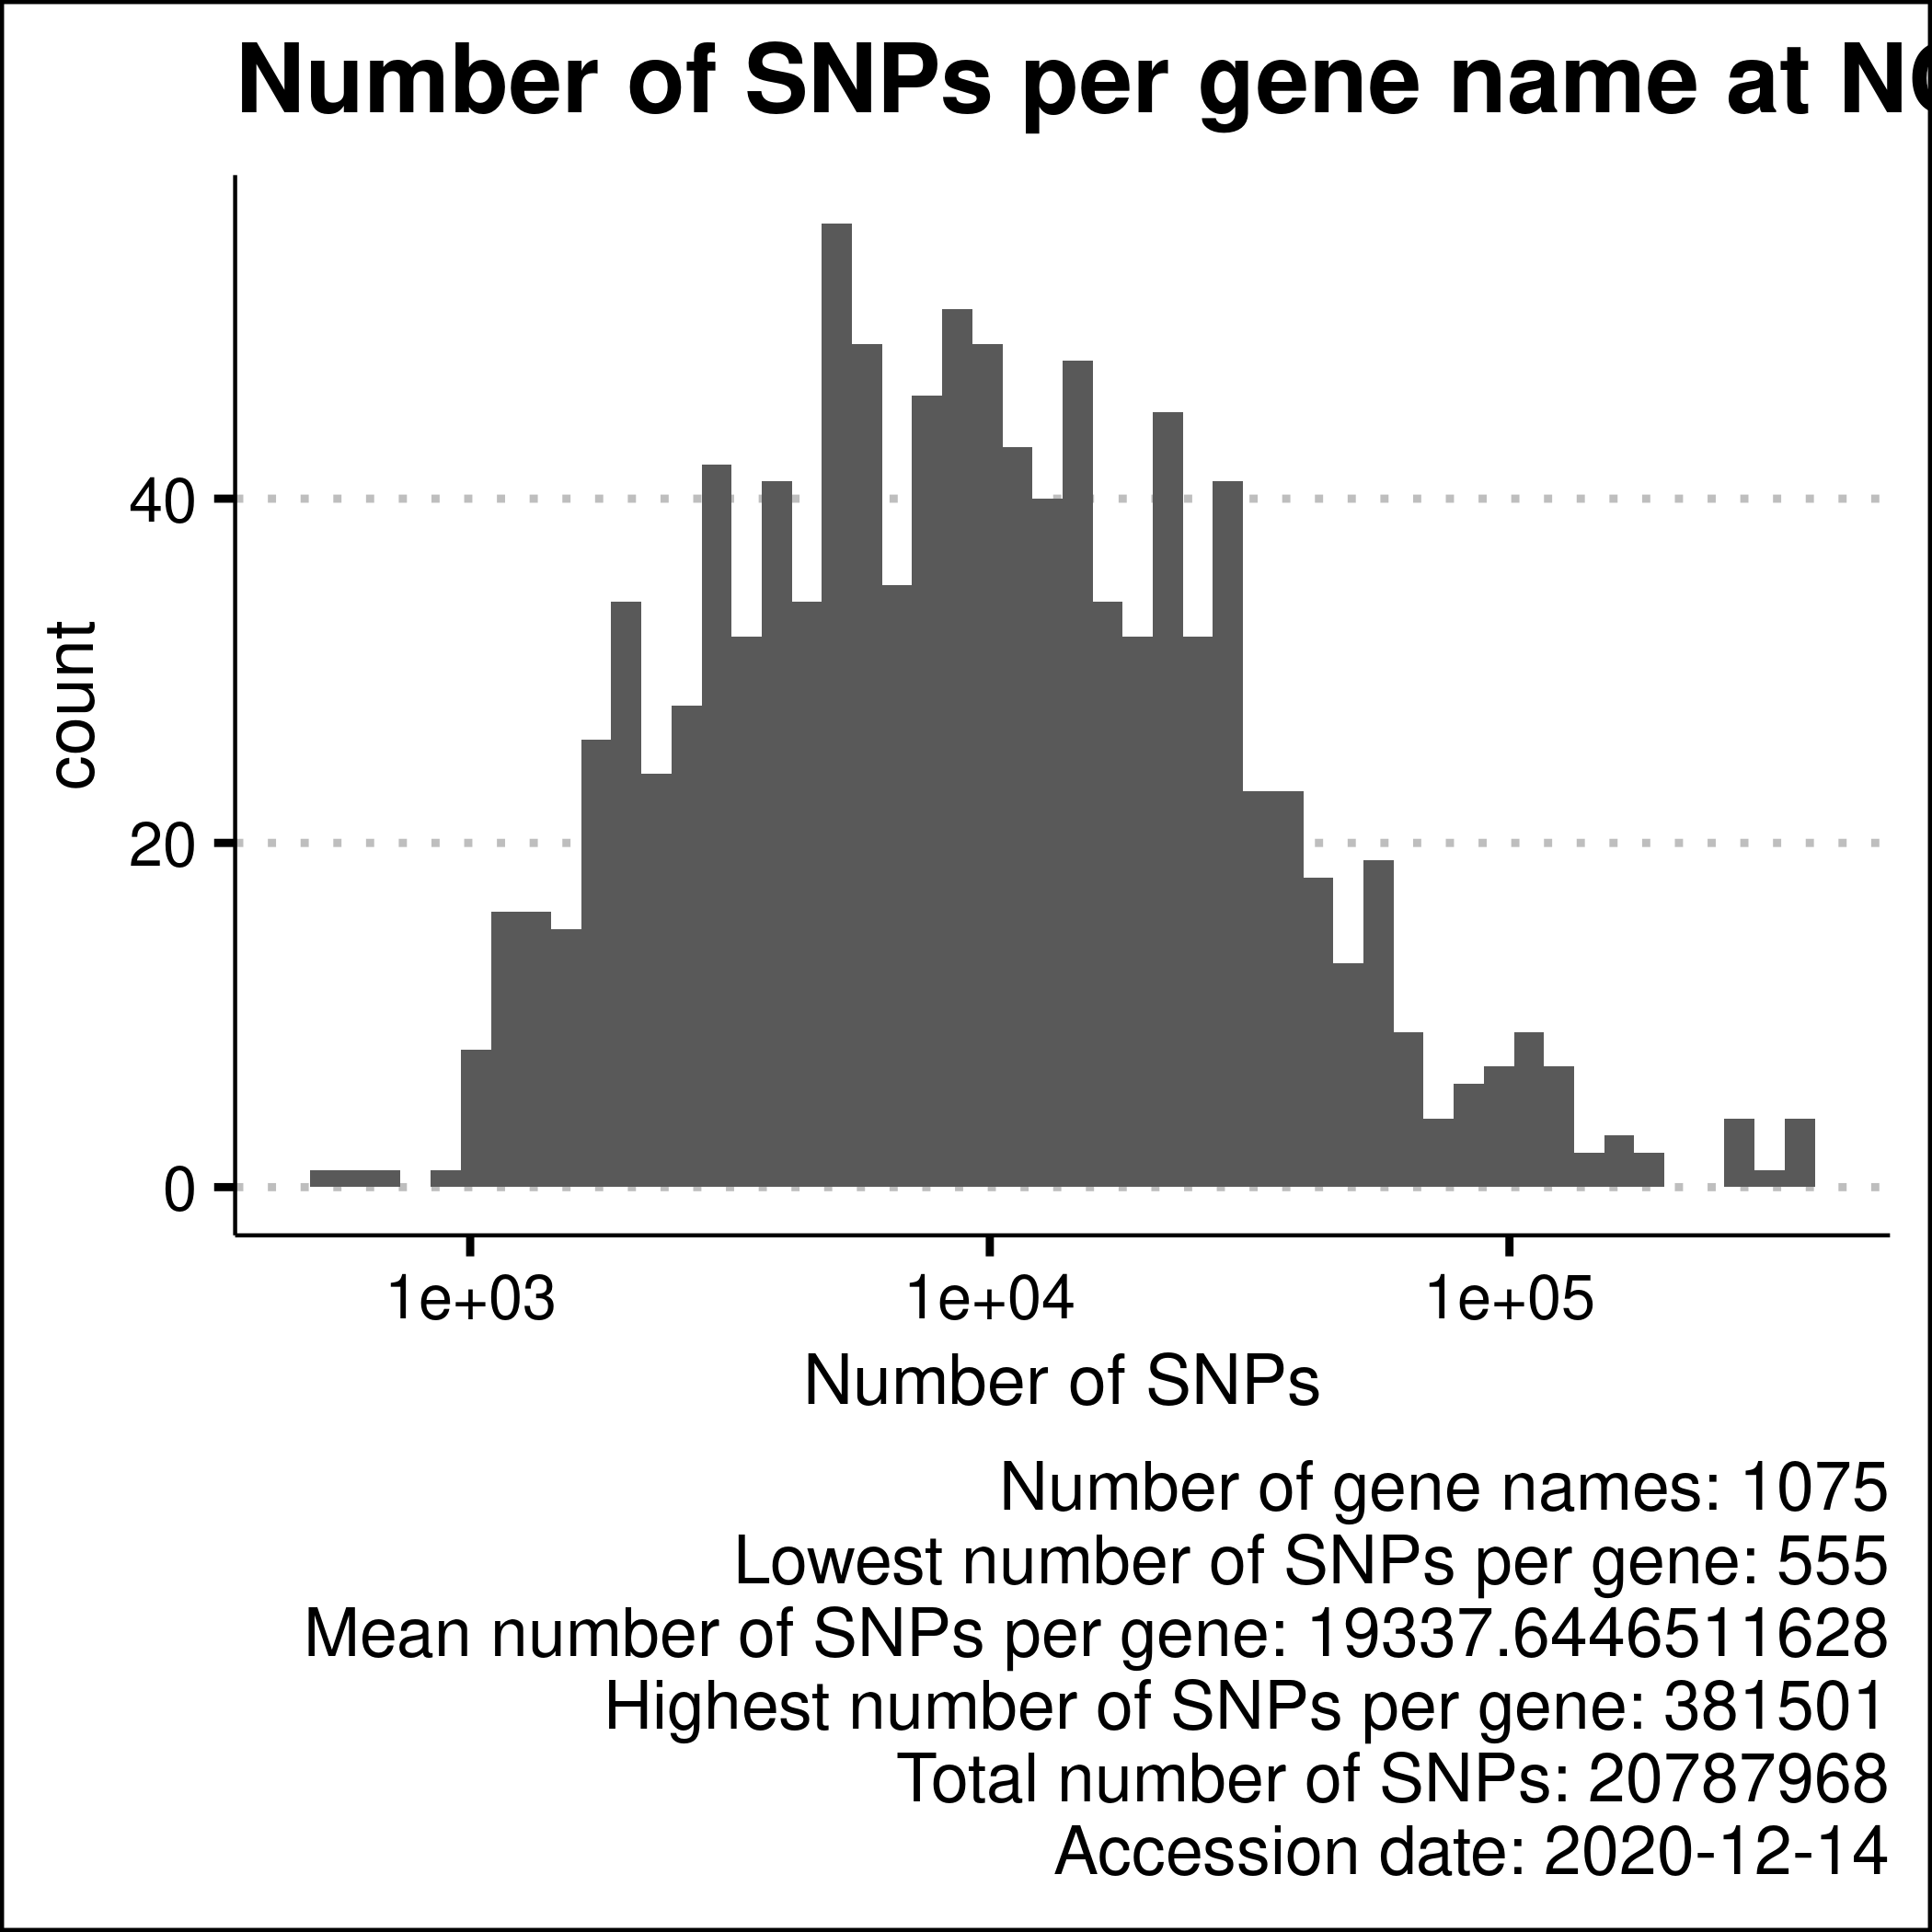 Number of SNPs per gene name at
count
40
20
0
1e+03 1e+04 1e+05
Number of SNPs
Number of gene names: 1075
Lowest number of SNPs per gene: 555
Mean number of SNPs per gene: 19337.6446511628
Highest number of SNPs per gene: 381501
Total number of SNPs: 20787968
Accession date: 2020-12-14